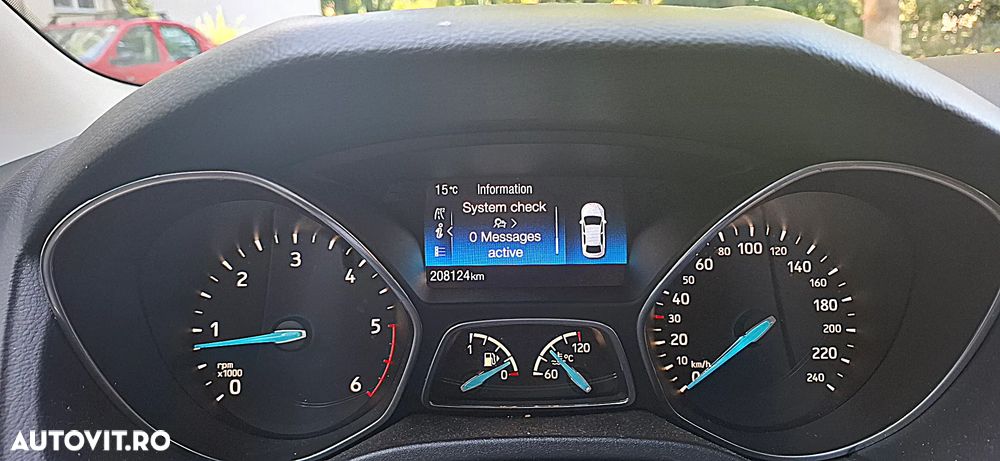 15°C Information
System check
0 Messages
active
208124km
0 1 2 3 4 5 6
rpm
x1000
1 0
60 120
°C
0 10 20 30 40 50 60 80 100 120 140 160 180 200 220 240
km/h
AUTOVIT.RO